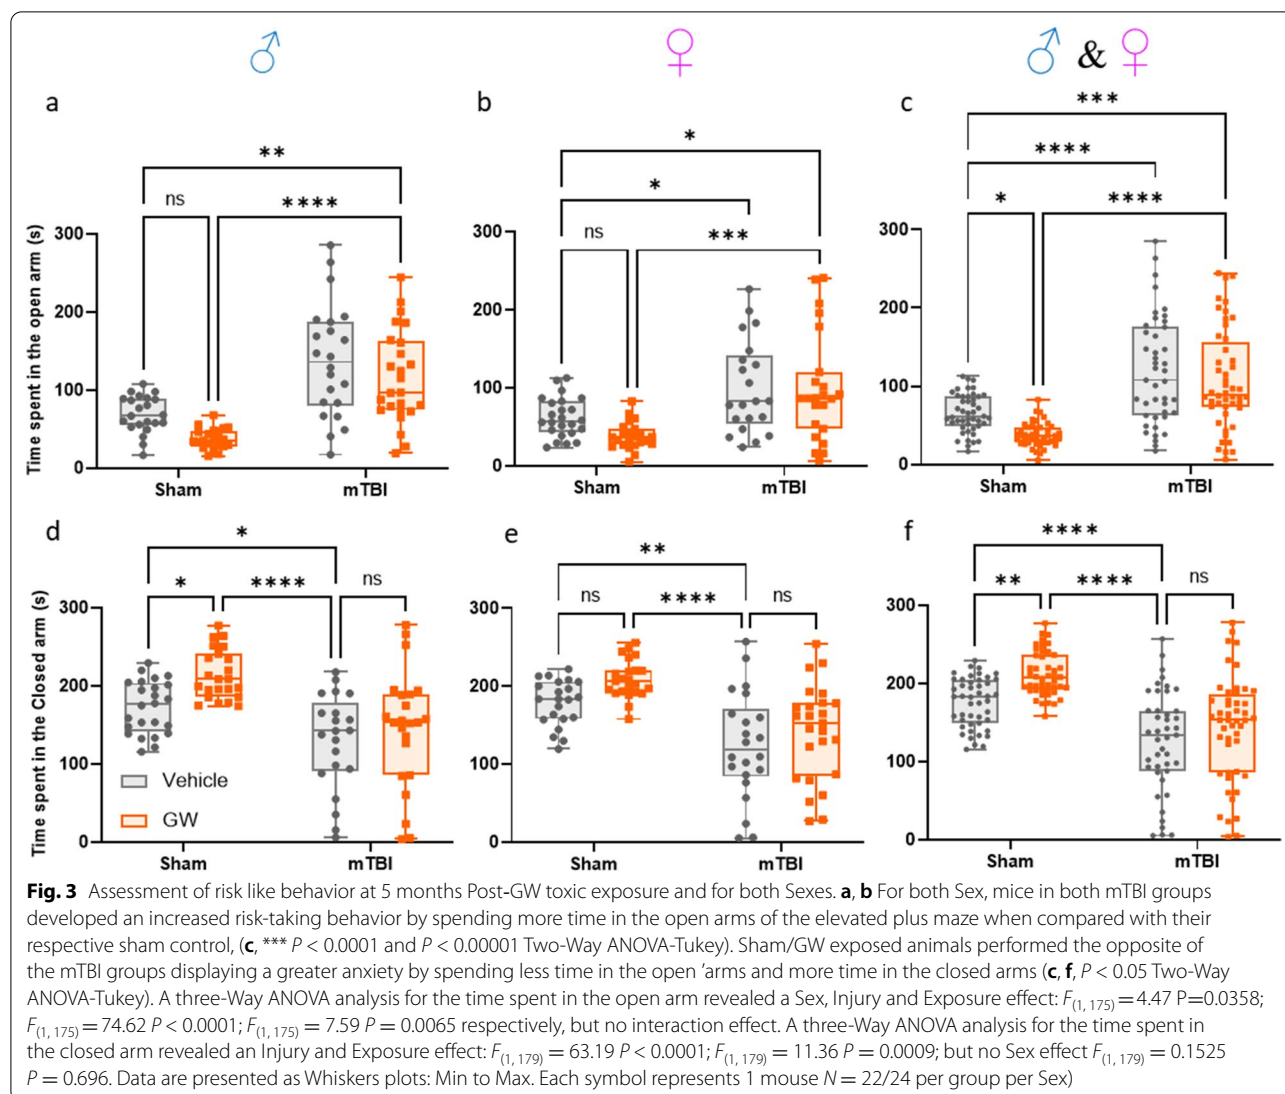 ♂
♀
♂ & ♀
a
**
ns
****
Time spent in the open arm (s)
300
200
100
0
Sham
mTBI
b
*
*
ns
***
300
200
100
0
Sham
mTBI
c
***
****
*
****
300
200
100
0
Sham
mTBI
d
*
*
****
ns
Time spent in the Closed arm (s)
300
200
100
0
Vehicle
GW
Sham
mTBI
e
**
ns
****
ns
300
200
100
0
Sham
mTBI
f
****
**
****
ns
300
200
100
0
Sham
mTBI
Fig. 3 Assessment of risk like behavior at 5 months Post-GW toxic exposure and for both Sexes. a, b For both Sex, mice in both mTBI groups
developed an increased risk-taking behavior by spending more time in the open arms of the elevated plus maze when compared with their
respective sham control, (c, *** P < 0.0001 and P < 0.00001 Two-Way ANOVA-Tukey). Sham/GW exposed animals performed the opposite of
the mTBI groups displaying a greater anxiety by spending less time in the open ’arms and more time in the closed arms (c, f, P < 0.05 Two-Way
ANOVA-Tukey). A three-Way ANOVA analysis for the time spent in the open arm revealed a Sex, Injury and Exposure effect: F(1, 175) = 4.47 P=0.0358;
F(1, 175) = 74.62 P < 0.0001; F(1, 175) = 7.59 P = 0.0065 respectively, but no interaction effect. A three-Way ANOVA analysis for the time spent in
the closed arm revealed an Injury and Exposure effect: F(1, 179) = 63.19 P < 0.0001; F(1, 179) = 11.36 P = 0.0009; but no Sex effect F(1, 179) = 0.1525
P = 0.696. Data are presented as Whiskers plots: Min to Max. Each symbol represents 1 mouse N = 22/24 per group per Sex)